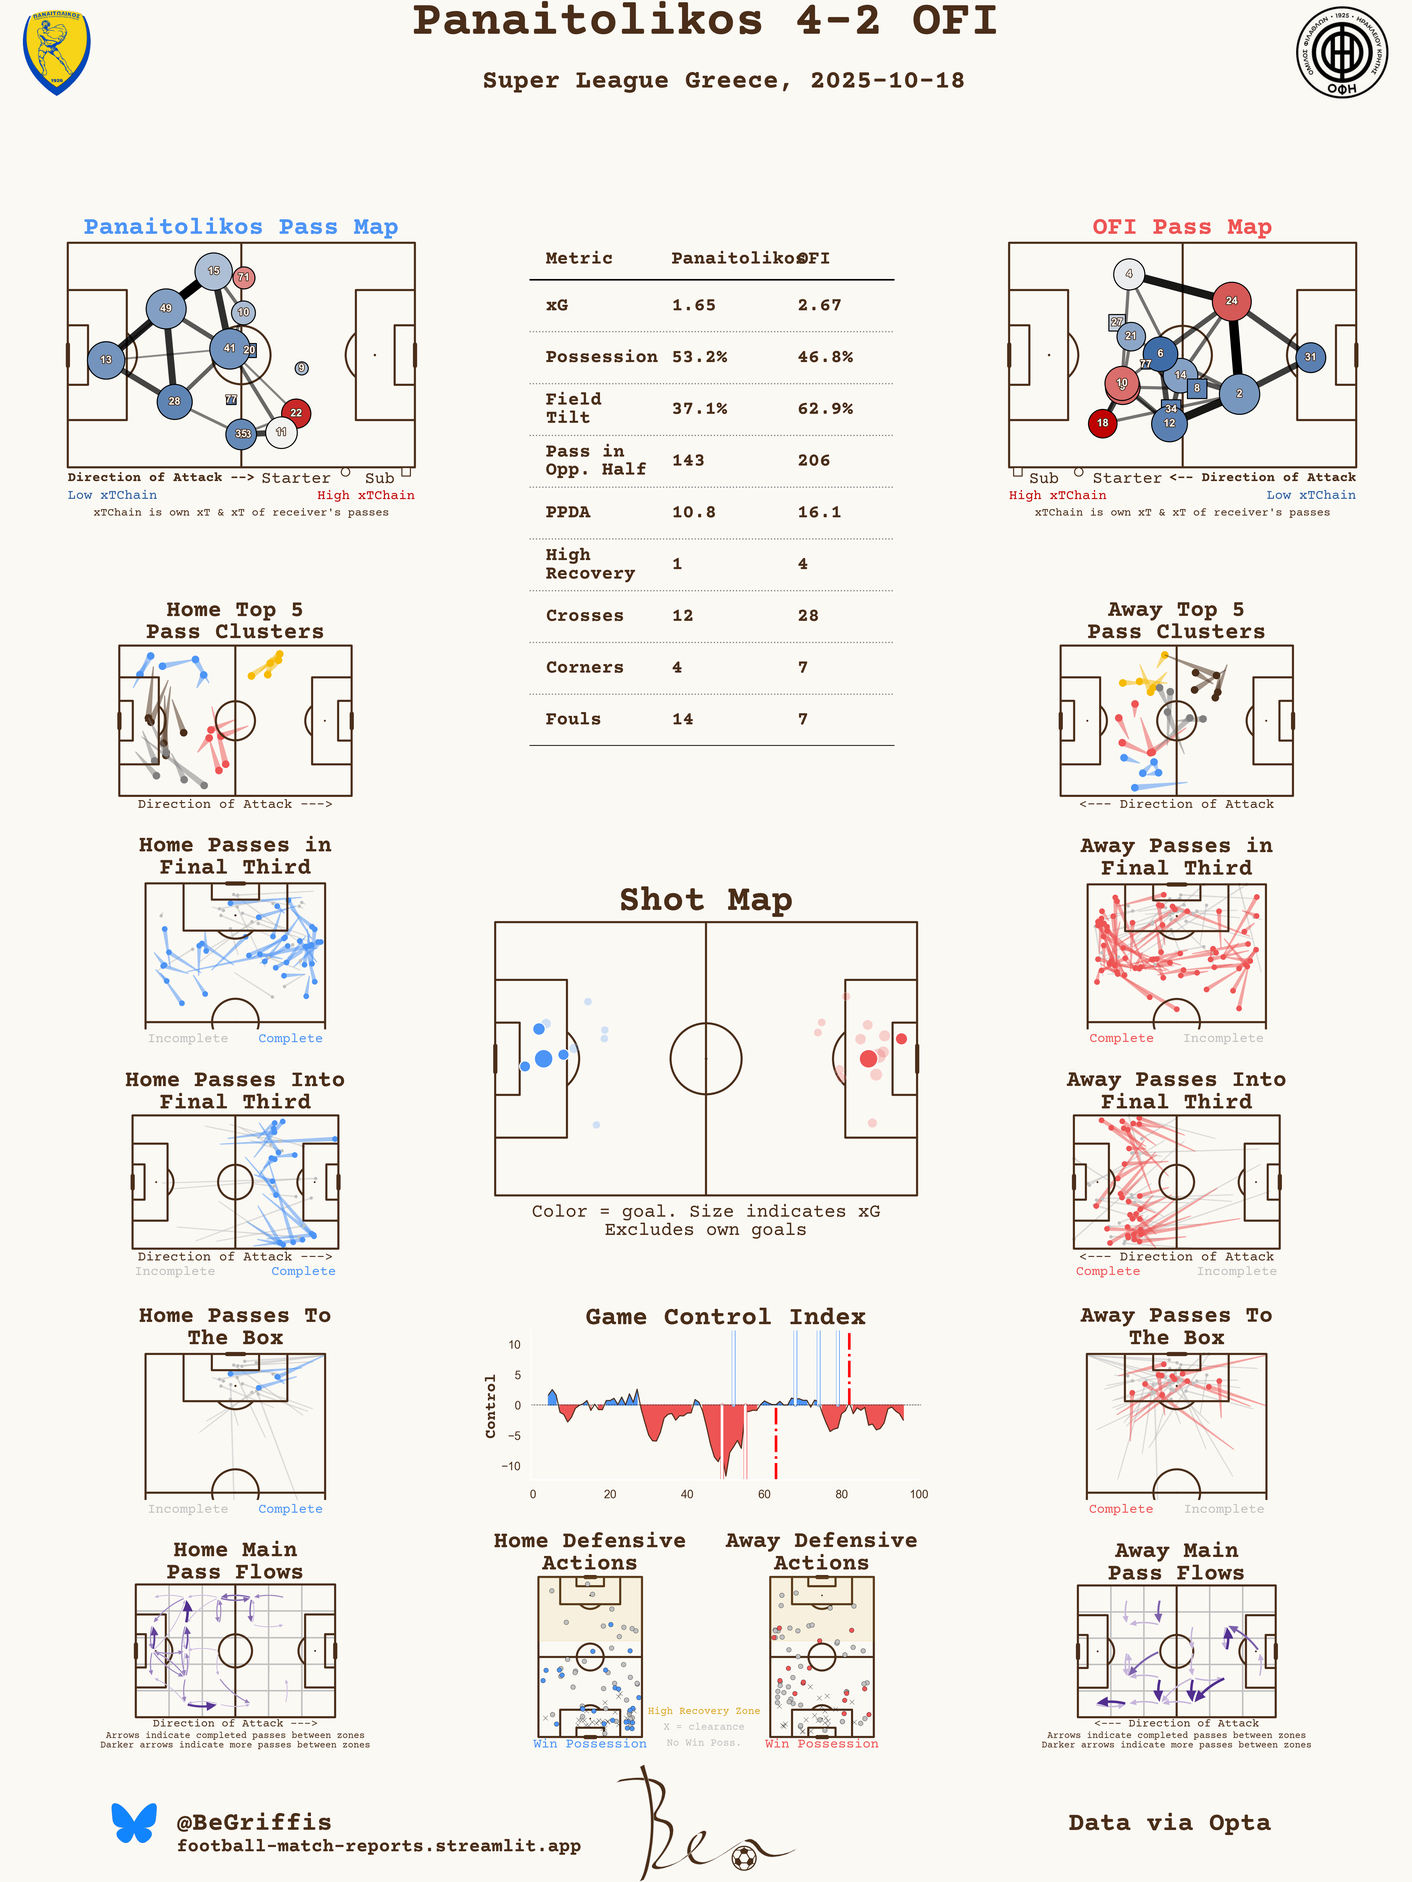 Panaitolikos 4-2 OFI
Super League Greece, 2025-10-18
ΠΑΝΑΙΤΩΛΙΚΟΣ
1926
ΟΜΙΛΟΣ ΦΙΛΑΘΛΩΝ • 1925 • ΗΡΑΚΛΕΙΟΥ ΚΡΗΤΗΣ
ΟΦΗ
Panaitolikos Pass Map
15
71
49
10
41
20
13
9
28
77
22
353
11
Direction of Attack --> Starter Sub
Low xTChain High xTChain
xTChain is own xT & xT of receiver's passes
Metric Panaitolikos OFI
xG 1.65 2.67
Possession 53.2% 46.8%
Field
Tilt 37.1% 62.9%
Pass in
Opp. Half 143 206
PPDA 10.8 16.1
High
Recovery 1 4
Crosses 12 28
Corners 4 7
Fouls 14 7
OFI Pass Map
4
24
27
21
6
77
31
14
10
8
2
34
18
12
Sub Starter <-- Direction of Attack
High xTChain Low xTChain
xTChain is own xT & xT of receiver's passes
Home Top 5
Pass Clusters
Direction of Attack --->
Away Top 5
Pass Clusters
<--- Direction of Attack
Home Passes in
Final Third
Incomplete Complete
Away Passes in
Final Third
Complete Incomplete
Shot Map
Color = goal. Size indicates xG
Excludes own goals
Home Passes Into
Final Third
Direction of Attack --->
Incomplete Complete
Away Passes Into
Final Third
<--- Direction of Attack
Complete Incomplete
Home Passes To
The Box
Incomplete Complete
Game Control Index
Control
10
5
0
−5
−10
0 20 40 60 80 100
Away Passes To
The Box
Complete Incomplete
Home Main
Pass Flows
Direction of Attack --->
Arrows indicate completed passes between zones
Darker arrows indicate more passes between zones
Home Defensive
Actions
Win Possession
High Recovery Zone
X = clearance
No Win Poss.
Away Defensive
Actions
Win Possession
Away Main
Pass Flows
<--- Direction of Attack
Arrows indicate completed passes between zones
Darker arrows indicate more passes between zones
@BeGriffis
football-match-reports.streamlit.app
Ben
Data via Opta